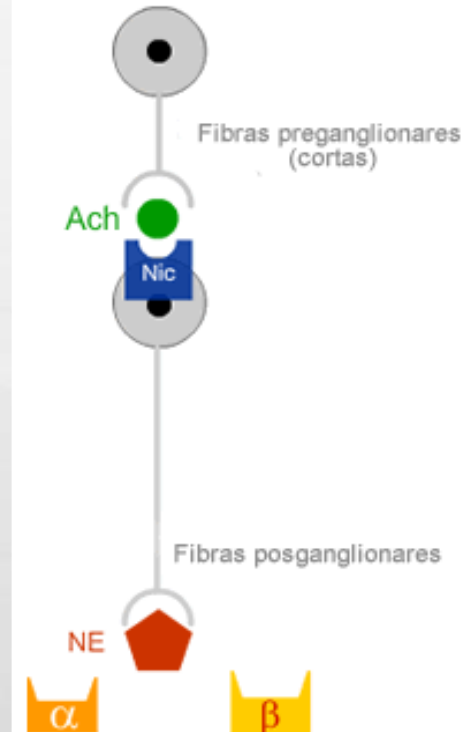 Fibras preganglionares
(cortas)
Ach
Nic
Fibras posganglionares
NE
α
β